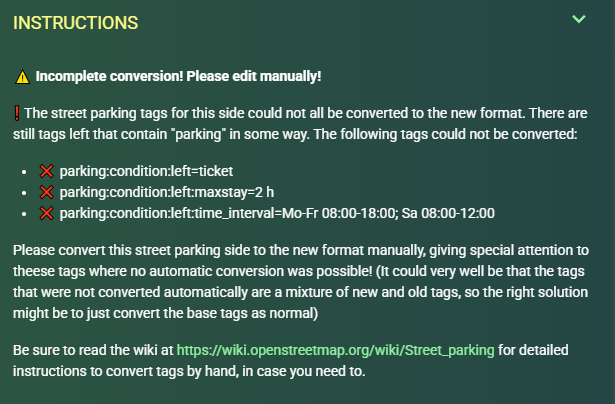 INSTRUCTIONS
⚠️ Incomplete conversion! Please edit manually!
❗ The street parking tags for this side could not all be converted to the new format. There are
still tags left that contain "parking" in some way. The following tags could not be converted:
• ❌ parking:condition:left=ticket
• ❌ parking:condition:left:maxstay=2 h
• ❌ parking:condition:left:time_interval=Mo-Fr 08:00-18:00; Sa 08:00-12:00
Please convert this street parking side to the new format manually, giving special attention to
theese tags where no automatic conversion was possible! (It could very well be that the tags
that were not converted automatically are a mixture of new and old tags, so the right solution
might be to just convert the base tags as normal)
Be sure to read the wiki at https://wiki.openstreetmap.org/wiki/Street_parking for detailed
instructions to convert tags by hand, in case you need to.